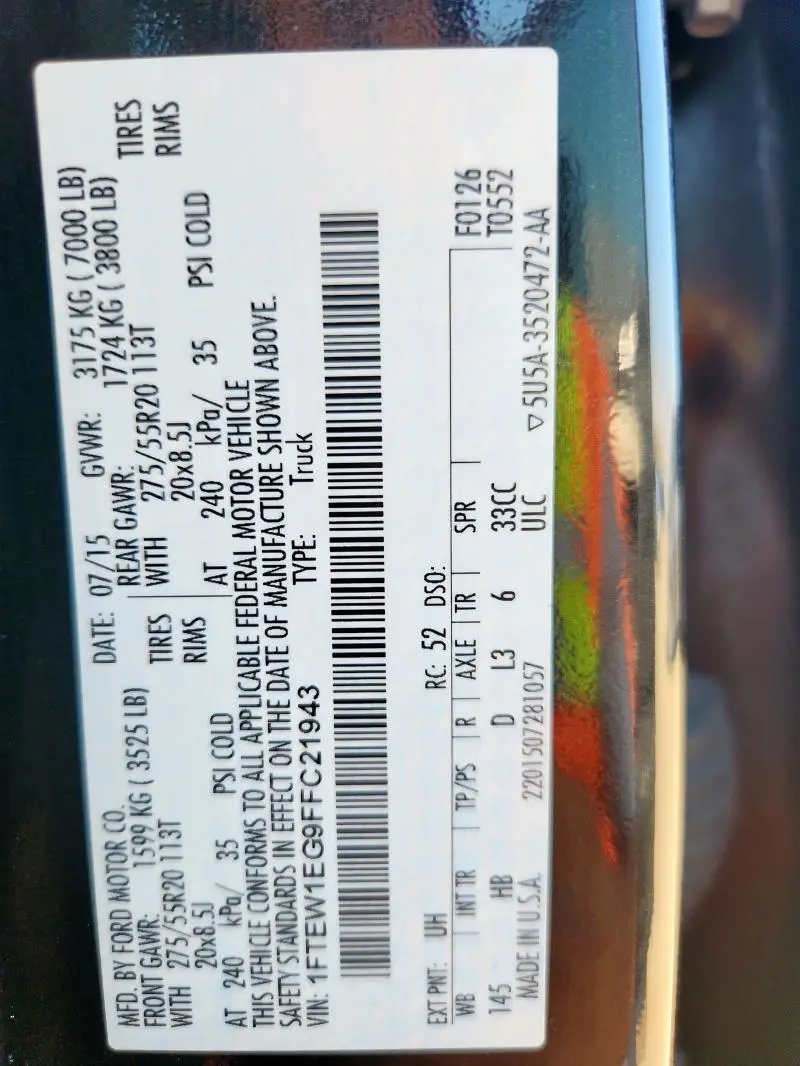 MFD. BY FORD MOTOR CO. DATE: 07/15 GVWR: 3175 KG ( 7000 LB)
FRONT GAWR: 1599 KG ( 3525 LB) REAR GAWR: 1724 KG ( 3800 LB)
WITH 275/55R20 113T TIRES WITH 275/55R20 113T TIRES
20x8.5J RIMS 20x8.5J RIMS
AT 240 kPa/ 35 PSI COLD AT 240 kPa/ 35 PSI COLD
THIS VEHICLE CONFORMS TO ALL APPLICABLE FEDERAL MOTOR VEHICLE
SAFETY STANDARDS IN EFFECT ON THE DATE OF MANUFACTURE SHOWN ABOVE.
VIN: 1FTEW1EG9FFC21943 TYPE: Truck
EXT PNT: UH RC: 52 DSO:
WB INT TR TP/PS R AXLE TR SPR F0126
145 HB D L3 6 33CC T0552
ULC
MADE IN U.S.A. 2201507281057 ▽5U5A-3520472-AA